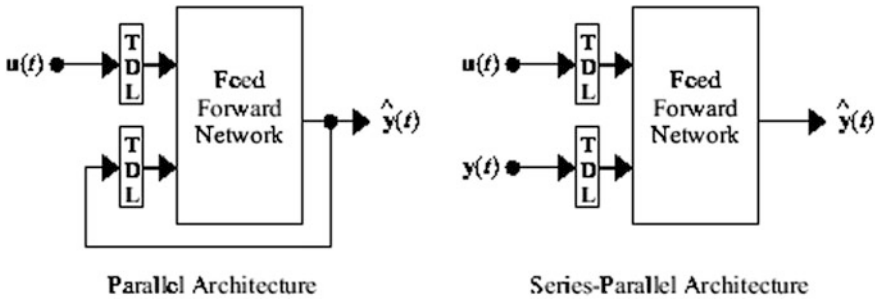 u(t)
T
D
L
T
D
L
Feed
Forward
Network
ŷ(t)
Parallel Architecture
u(t)
y(t)
T
D
L
T
D
L
Feed
Forward
Network
ŷ(t)
Series-Parallel Architecture